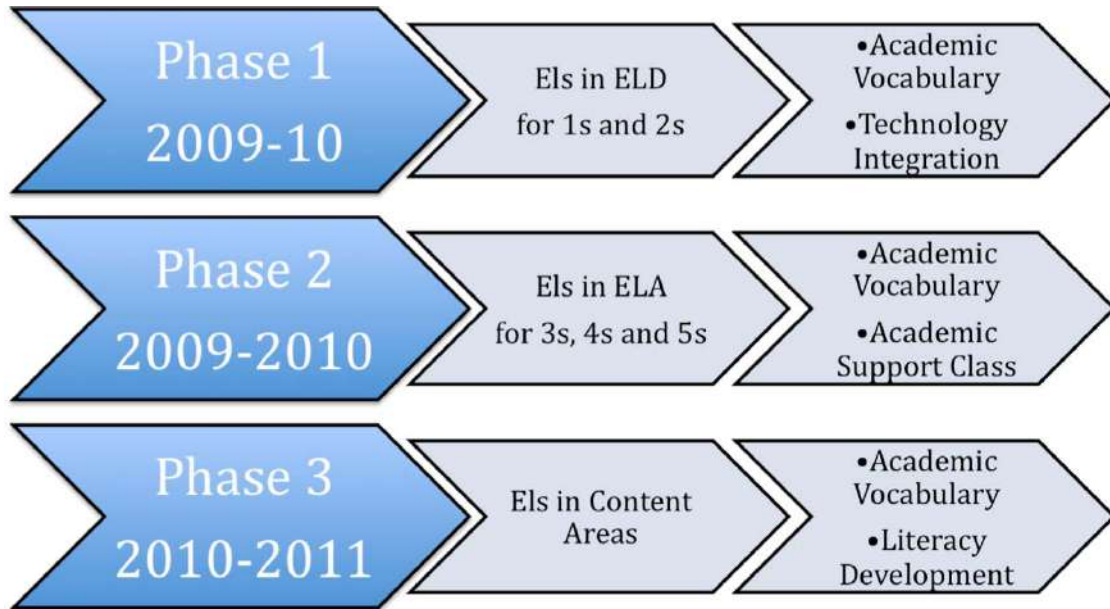 Phase 1
2009-10
Els in ELD
for 1s and 2s
•Academic
Vocabulary
•Technology
Integration
Phase 2
2009-2010
Els in ELA
for 3s, 4s and 5s
•Academic
Vocabulary
•Academic
Support Class
Phase 3
2010-2011
Els in Content
Areas
•Academic
Vocabulary
•Literacy
Development